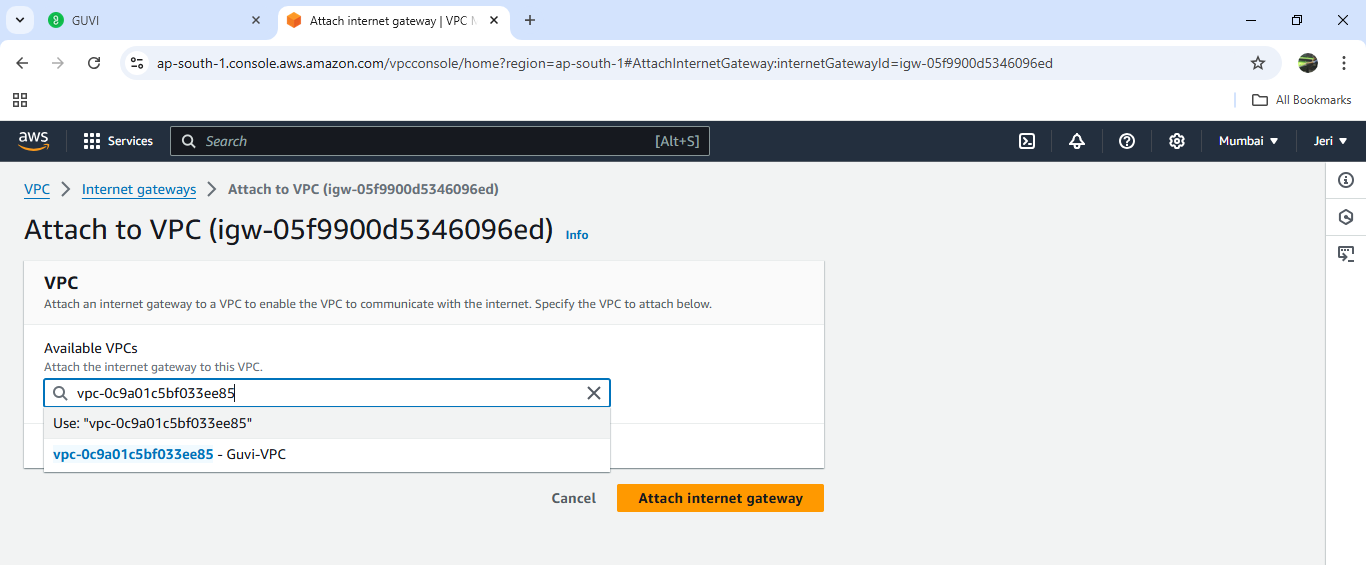 GUVI
Attach internet gateway | VPC M
ap-south-1.console.aws.amazon.com/vpcconsole/home?region=ap-south-1#AttachInternetGateway:internetGatewayId=igw-05f9900d5346096ed
All Bookmarks
aws
Services
Search
[Alt+S]
Mumbai
Jeri
VPC
Internet gateways
Attach to VPC (igw-05f9900d5346096ed)
Attach to VPC (igw-05f9900d5346096ed) Info
VPC
Attach an internet gateway to a VPC to enable the VPC to communicate with the internet. Specify the VPC to attach below.
Available VPCs
Attach the internet gateway to this VPC.
vpc-0c9a01c5bf033ee85
Use: "vpc-0c9a01c5bf033ee85"
vpc-0c9a01c5bf033ee85 - Guvi-VPC
Cancel
Attach internet gateway